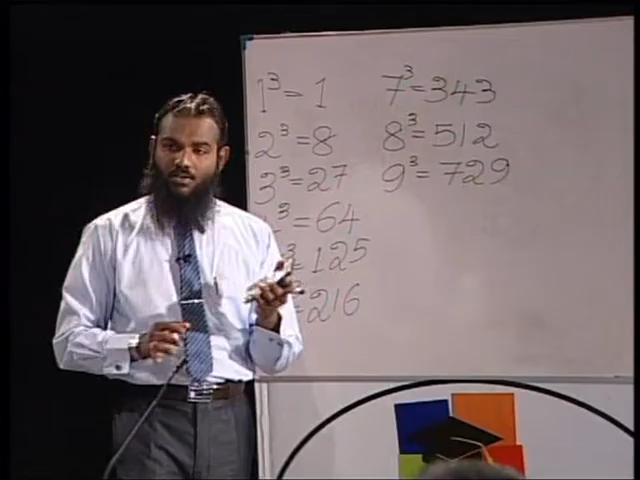 1³ = 1
2³ = 8
3³ = 27
³ = 64
³ = 125
= 216
7³ = 343
8³ = 512
9³ = 729